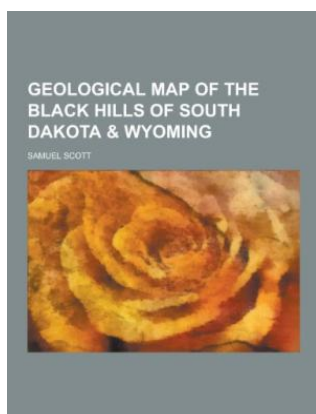 GEOLOGICAL MAP OF THE
BLACK HILLS OF SOUTH
DAKOTA & WYOMING
SAMUEL SCOTT